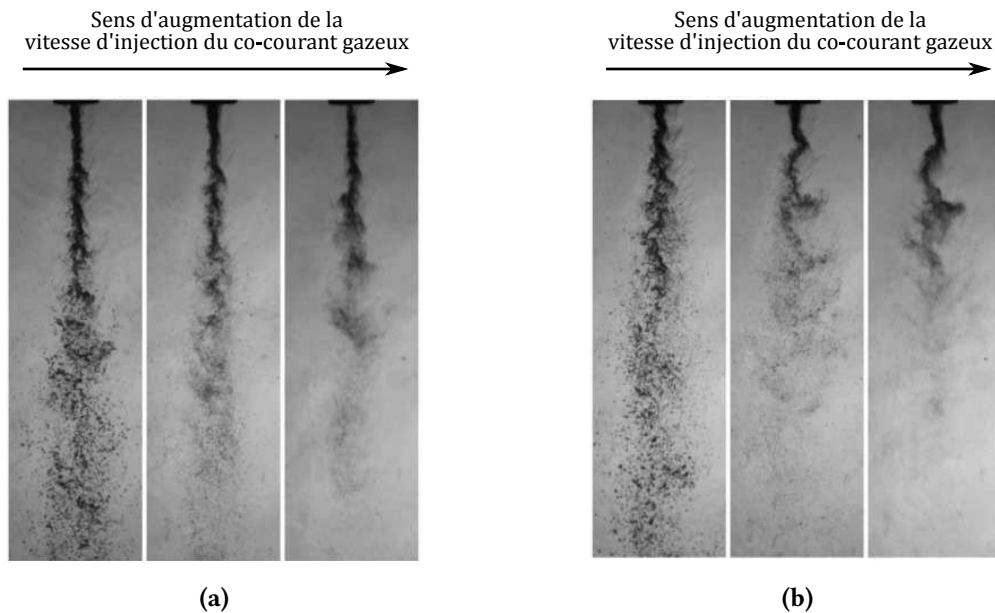 Sens d'augmentation de la
vitesse d'injection du co-courant gazeux
Sens d'augmentation de la
vitesse d'injection du co-courant gazeux
(a)
(b)